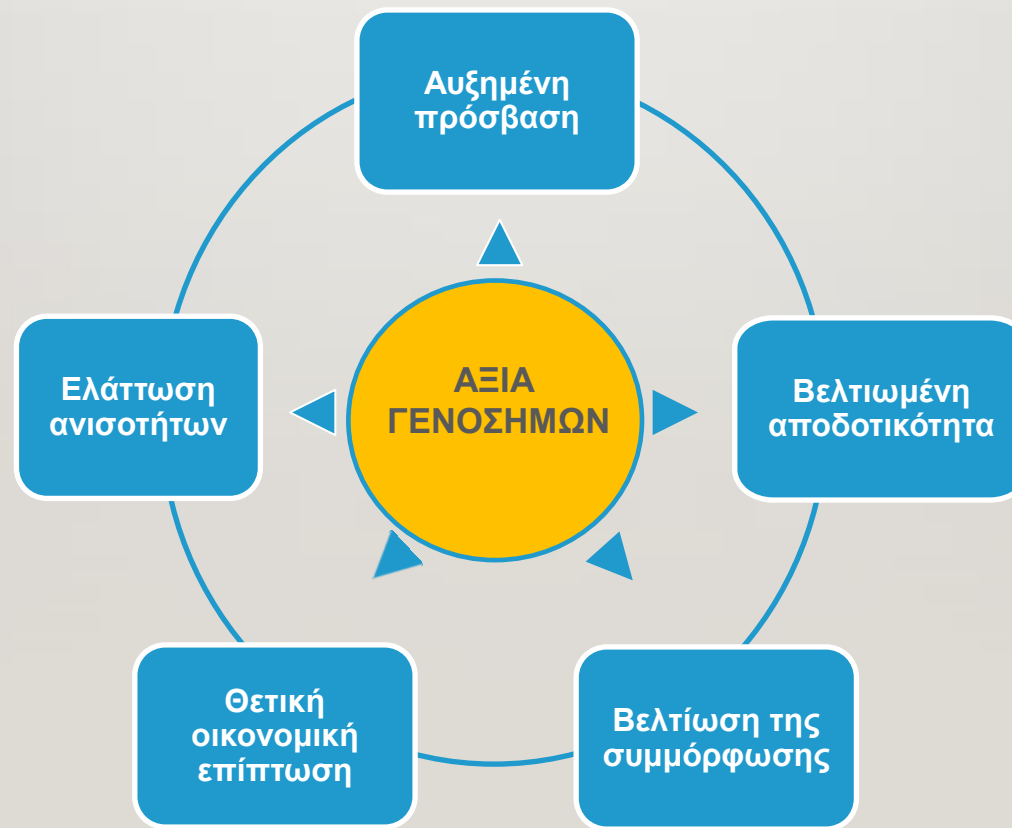 Αυξημένη
πρόσβαση
ΑΞΙΑ
ΓΕΝΟΣΗΜΩΝ
Ελάττωση
ανισοτήτων
Βελτιωμένη
αποδοτικότητα
Θετική
οικονομική
επίπτωση
Βελτίωση της
συμμόρφωσης